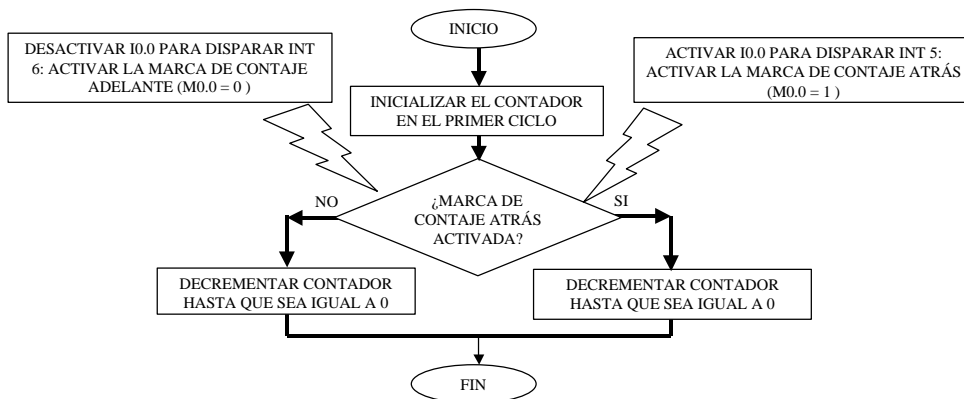 INICIO
DESACTIVAR I0.0 PARA DISPARAR INT
6: ACTIVAR LA MARCA DE CONTAJE
ADELANTE (M0.0 = 0 )
ACTIVAR I0.0 PARA DISPARAR INT 5:
ACTIVAR LA MARCA DE CONTAJE ATRÁS
(M0.0 = 1 )
INICIALIZAR EL CONTADOR
EN EL PRIMER CICLO
NO
¿MARCA DE
CONTAJE ATRÁS
ACTIVADA?
SI
DECREMENTAR CONTADOR
HASTA QUE SEA IGUAL A 0
DECREMENTAR CONTADOR
HASTA QUE SEA IGUAL A 0
FIN